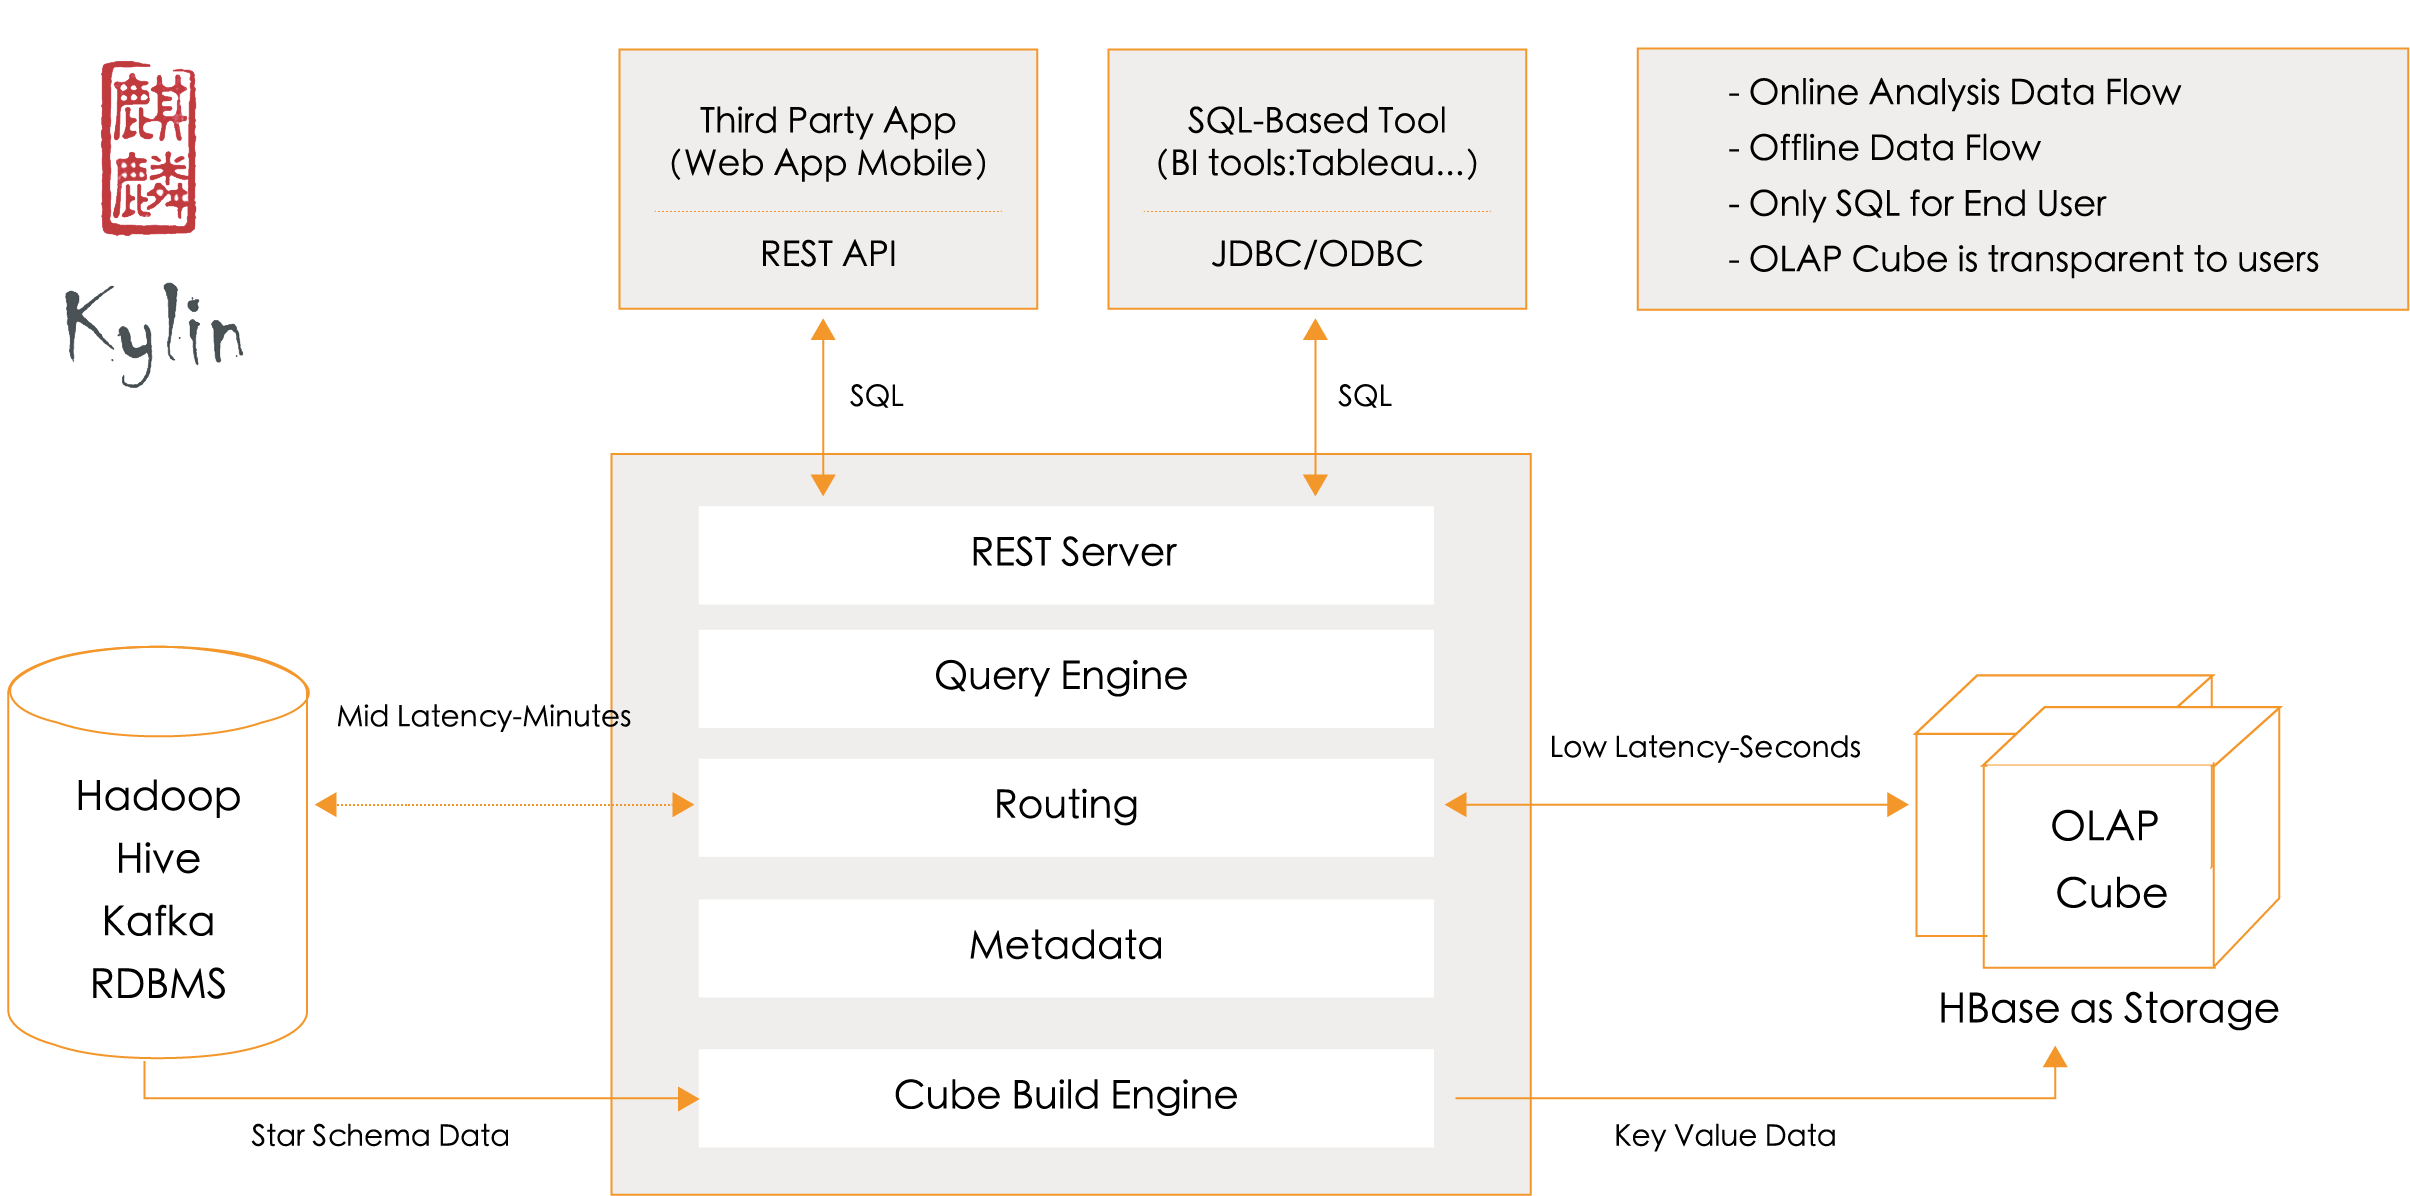 麒
麟
Kylin
Third Party App
(Web App Mobile)
REST API
SQL-Based Tool
(BI tools:Tableau...)
JDBC/ODBC
- Online Analysis Data Flow
- Offline Data Flow
- Only SQL for End User
- OLAP Cube is transparent to users
SQL
SQL
REST Server
Query Engine
Mid Latency-Minutes
Routing
Low Latency-Seconds
Hadoop
Hive
Kafka
RDBMS
Metadata
OLAP
Cube
HBase as Storage
Cube Build Engine
Star Schema Data
Key Value Data